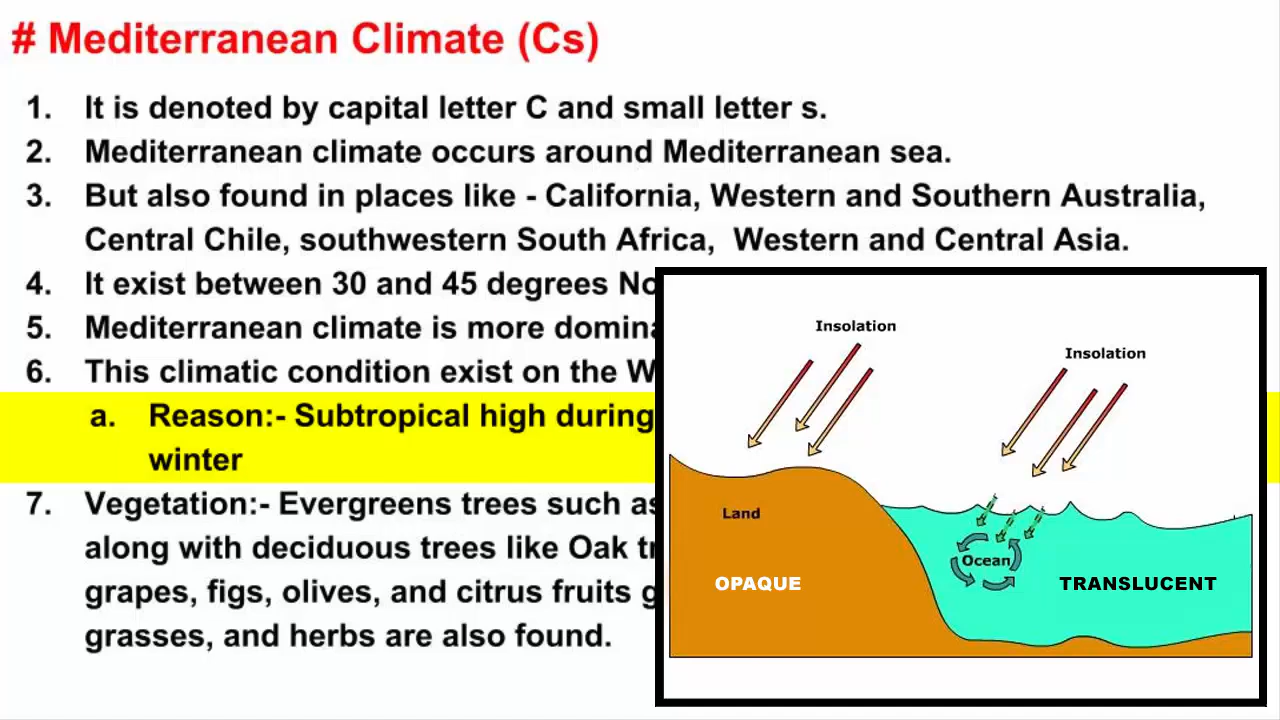 # Mediterranean Climate (Cs)
1. It is denoted by capital letter C and small letter s.
2. Mediterranean climate occurs around Mediterranean sea.
3. But also found in places like - California, Western and Southern Australia,
Central Chile, southwestern South Africa, Western and Central Asia.
4. It exist between 30 and 45 degrees
5. Mediterranean climate is more
6. This climatic condition exist on the
a. Reason:- Subtropical high during
winter
7. Vegetation:- Evergreens trees such as
along with deciduous trees like Oak
grapes, figs, olives, and citrus fruits
grasses, and herbs are also found.
Insolation
Insolation
Land
Ocean
OPAQUE
TRANSLUCENT